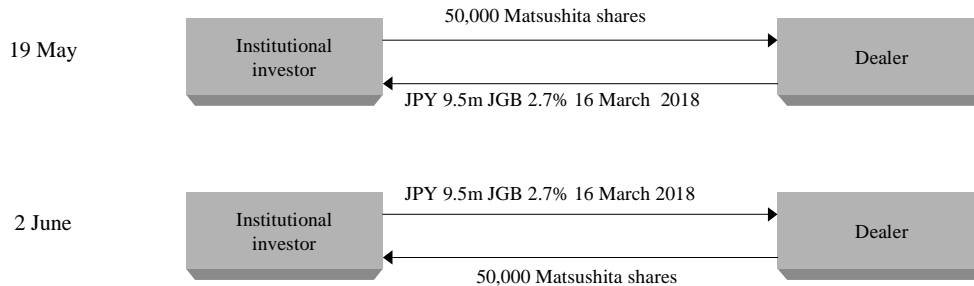 50,000 Matsushita shares
19 May
Institutional
investor
Dealer
JPY 9.5m JGB 2.7% 16 March 2018
JPY 9.5m JGB 2.7% 16 March 2018
2 June
Institutional
investor
Dealer
50,000 Matsushita shares